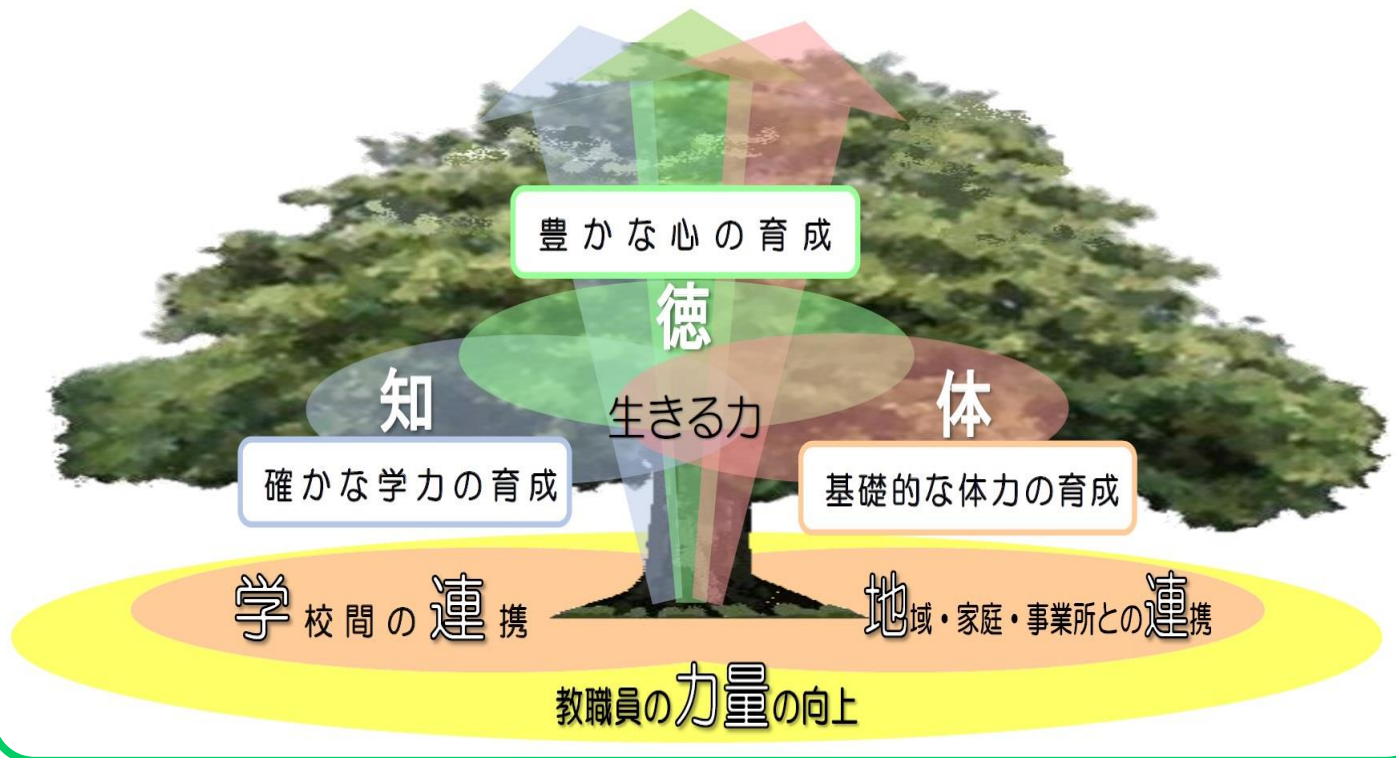 豊かな心の育成
徳
知
体
生きる力
確かな学力の育成
基礎的な体力の育成
学校間の連携
地域・家庭・事業所との連携
教職員の力量の向上